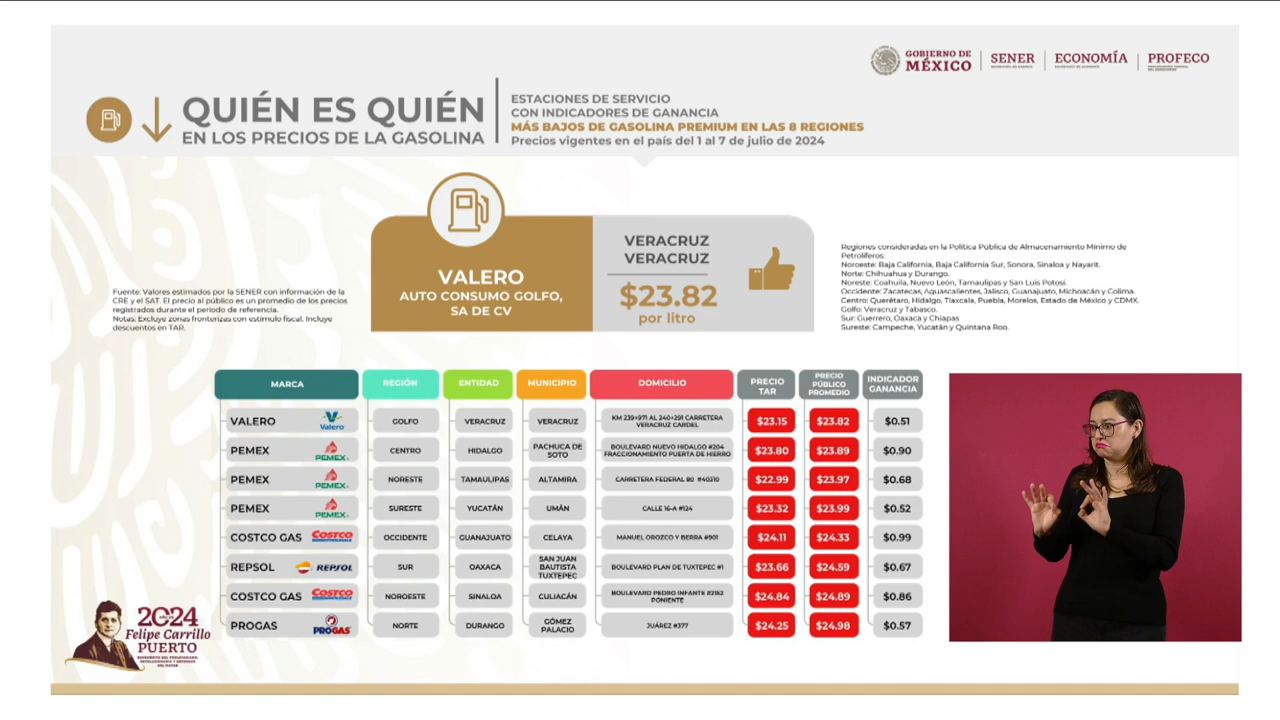 GOBIERNO DE
MÉXICO
SENER
ECONOMÍA
PROFECO
QUIÉN ES QUIÉN
EN LOS PRECIOS DE LA GASOLINA
ESTACIONES DE SERVICIO
CON INDICADORES DE GANANCIA
MÁS BAJOS DE GASOLINA PREMIUM EN LAS 8 REGIONES
Precios vigentes en el país del 1 al 7 de julio de 2024
VALERO
AUTO CONSUMO GOLFO,
SA DE CV
VERACRUZ
VERACRUZ
$23.82
por litro
Fuente: Valores estimados por la SENER con información de la
CRE y el SAT. El precio al público es un promedio de los precios
registrados durante el periodo de referencia.
Notas: Excluye zonas fronterizas con estímulo fiscal. Incluye
descuentos en TAR.
Regiones consideradas en la Política Pública de Almacenamiento Mínimo de
Petrolíferos:
Noroeste: Baja California, Baja California Sur, Sonora, Sinaloa y Nayarit.
Norte: Chihuahua y Durango.
Noreste: Coahuila, Nuevo León, Tamaulipas y San Luis Potosí.
Occidente: Zacatecas, Aguascalientes, Jalisco, Guanajuato, Michoacán y Colima.
Centro: Querétaro, Hidalgo, Tlaxcala, Puebla, Morelos, Estado de México y CDMX.
Golfo: Veracruz y Tabasco.
Sur: Guerrero, Oaxaca y Chiapas
Sureste: Campeche, Yucatán y Quintana Roo.
MARCA REGIÓN ENTIDAD MUNICIPIO DOMICILIO PRECIO TAR PRECIO PÚBLICO PROMEDIO INDICADOR GANANCIA
VALERO Valero GOLFO VERACRUZ VERACRUZ KM 239+971 AL 240+291 CARRETERA VERACRUZ CARDEL $23.15 $23.82 $0.51
PEMEX PEMEX CENTRO HIDALGO PACHUCA DE SOTO BOULEVARD NUEVO HIDALGO #204 FRACCIONAMIENTO PUERTA DE HIERRO $23.80 $23.89 $0.90
PEMEX PEMEX NORESTE TAMAULIPAS ALTAMIRA CARRETERA FEDERAL 80 #40310 $22.99 $23.97 $0.68
PEMEX PEMEX SURESTE YUCATÁN UMÁN CALLE 16-A #124 $23.32 $23.99 $0.52
COSTCO GAS COSTCO OCCIDENTE GUANAJUATO CELAYA MANUEL OROZCO Y BERRA #901 $24.11 $24.33 $0.99
REPSOL REPSOL SUR OAXACA SAN JUAN BAUTISTA TUXTEPEC BOULEVARD PLAN DE TUXTEPEC #1 $23.66 $24.59 $0.67
COSTCO GAS COSTCO NOROESTE SINALOA CULIACÁN BOULEVARD PEDRO INFANTE #2182 PONIENTE $24.84 $24.89 $0.86
PROGAS PROGAS NORTE DURANGO GÓMEZ PALACIO JUÁREZ #377 $24.25 $24.98 $0.57
2024
Felipe Carrillo
PUERTO